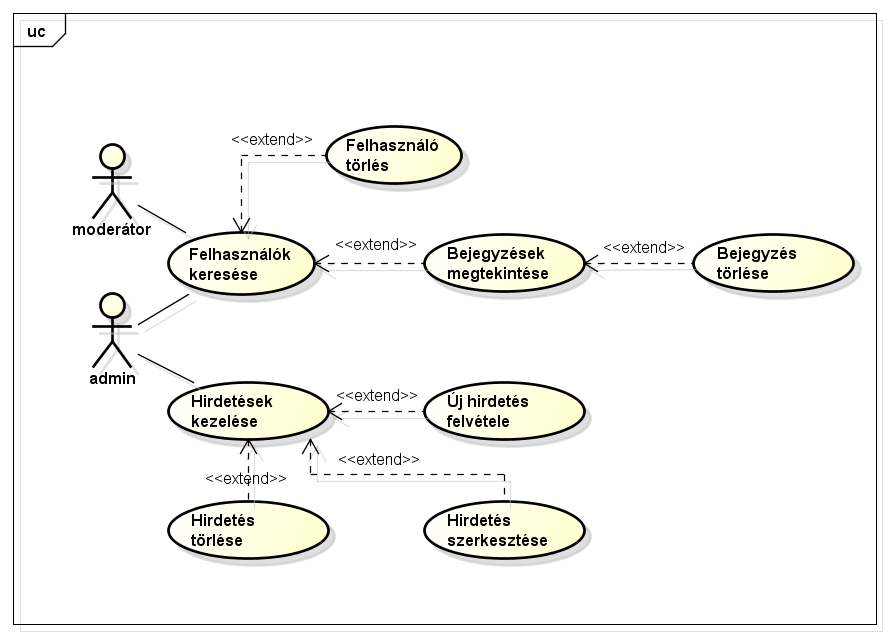 uc
<<extend>>
Felhasználó
törlés
moderátor
Felhasználók
keresése
<<extend>>
Bejegyzések
megtekintése
<<extend>>
Bejegyzés
törlése
admin
Hirdetések
kezelése
<<extend>>
Új hirdetés
felvétele
<<extend>>
<<extend>>
Hirdetés
törlése
Hirdetés
szerkesztése